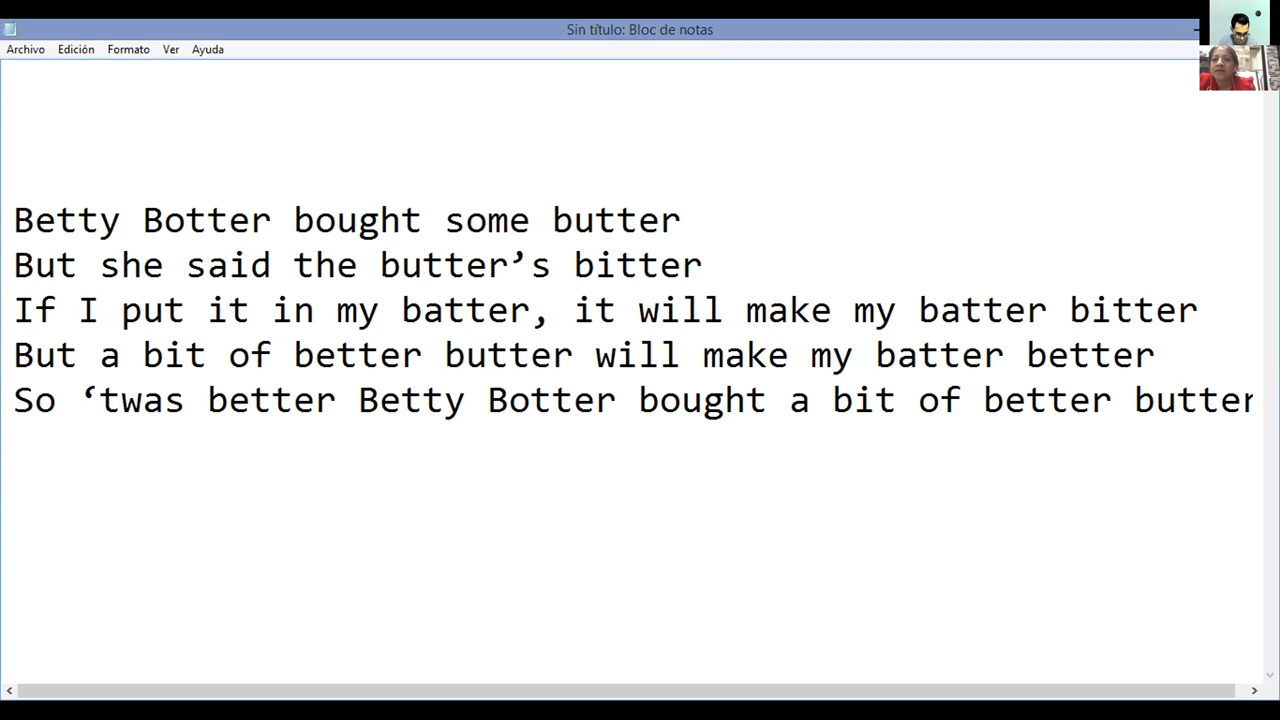 Sin título: Bloc de notas
Archivo Edición Formato Ver Ayuda
Betty Botter bought some butter
But she said the butter’s bitter
If I put it in my batter, it will make my batter bitter
But a bit of better butter will make my batter better
So ‘twas better Betty Botter bought a bit of better butter